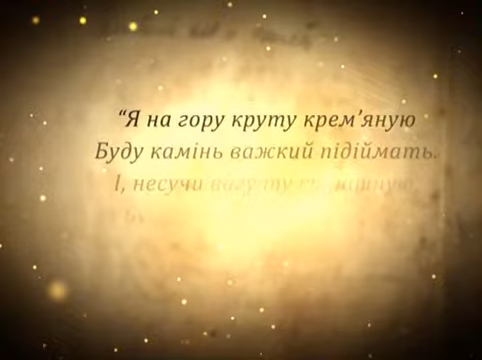 “Я на гору круту крем’яную
Буду камінь важкий підіймать.
І, несучи вагу ту